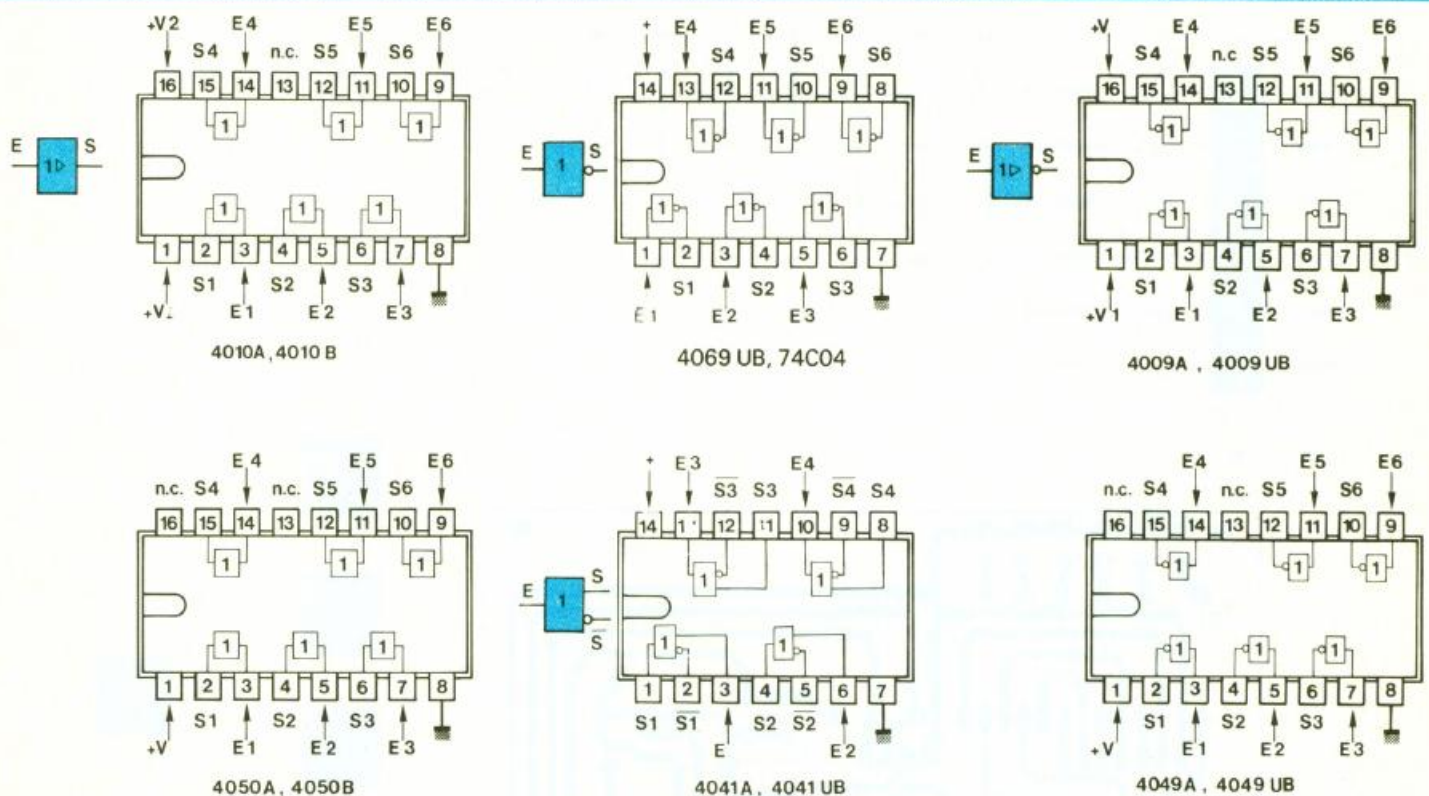 +V2 E4 E5 E6
S4 n.c. S5 S6
16 15 14 13 12 11 10 9
1 1 1
E 1▷ S
1 1 1
1 2 3 4 5 6 7 8
S1 S2 S3
E1 E2 E3
4010A, 4010 B
+ E4 E5 E6
S4 S5 S6
14 13 12 11 10 9 8
1 1 1
E 1 S
1 1 1
1 2 3 4 5 6 7
S1 S2 S3
E1 E2 E3
4069 UB, 74C04
+V E4 E5 E6
S4 n.c S5 S6
16 15 14 13 12 11 10 9
1 1 1
E 1▷ S
1 1 1
1 2 3 4 5 6 7 8
S1 S2 S3
+V1 E1 E2 E3
4009A , 4009 UB
E4 E5 E6
n.c. S4 n.c. S5 S6
16 15 14 13 12 11 10 9
1 1 1
1 1 1
1 2 3 4 5 6 7 8
S1 S2 S3
+V E1 E2 E3
4050A, 4050B
+ E3 E4
S̅3̅ S3 S̅4̅ S4
14 12 11 10 9 8
1 1
E 1 S
S̅
1 1
1 2 3 4 5 6 7
S1 S̅1̅ S2 S̅2̅
E E2
4041A, 4041 UB
E4 E5 E6
n.c. S4 n.c. S5 S6
16 15 14 13 12 11 10 9
1 1 1
1 1 1
1 2 3 4 5 6 7 8
S1 S2 S3
+V E1 E2 E3
4049A , 4049 UB